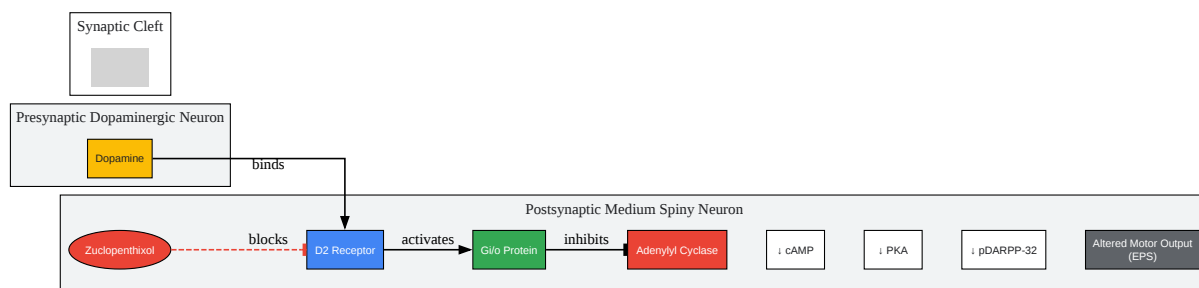 Synaptic Cleft
Presynaptic Dopaminergic Neuron
Dopamine
binds
Postsynaptic Medium Spiny Neuron
Zuclopenthixol
blocks
D2 Receptor
activates
Gi/o Protein
inhibits
Adenylyl Cyclase
↓ cAMP
↓ PKA
↓ pDARPP-32
Altered Motor Output
(EPS)